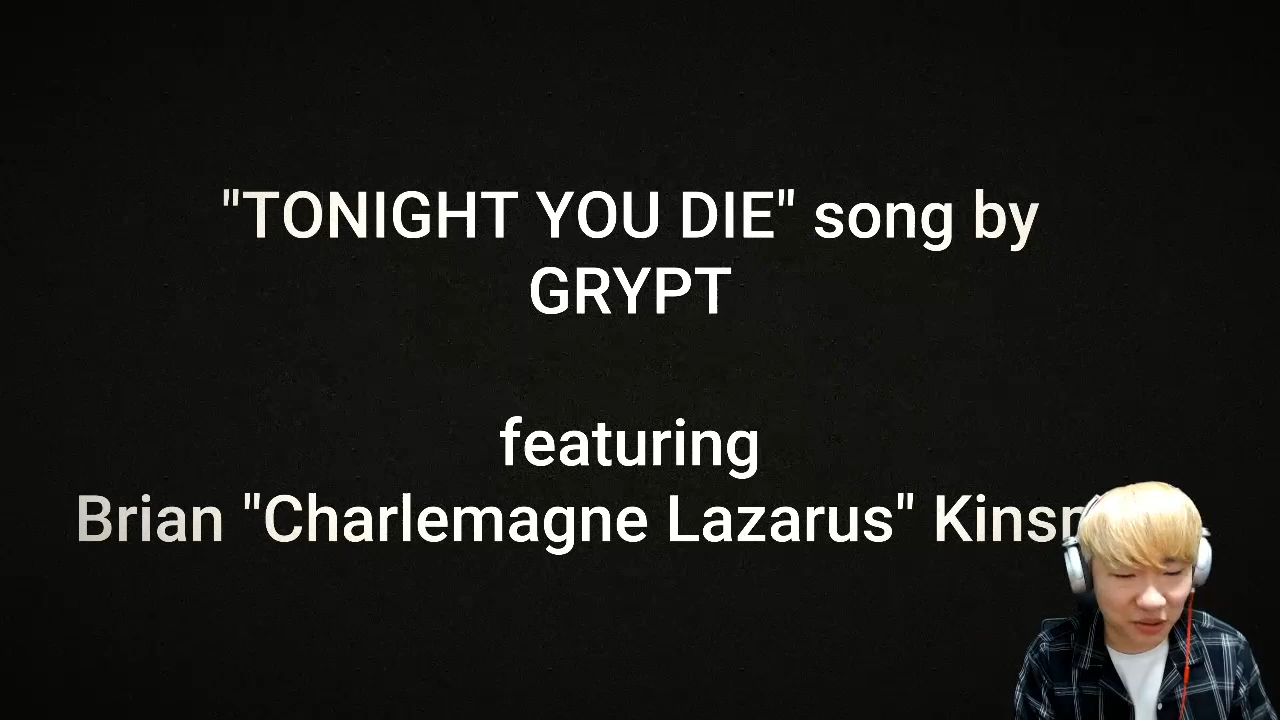 "TONIGHT YOU DIE" song by
GRYPT
featuring
Brian "Charlemagne Lazarus"